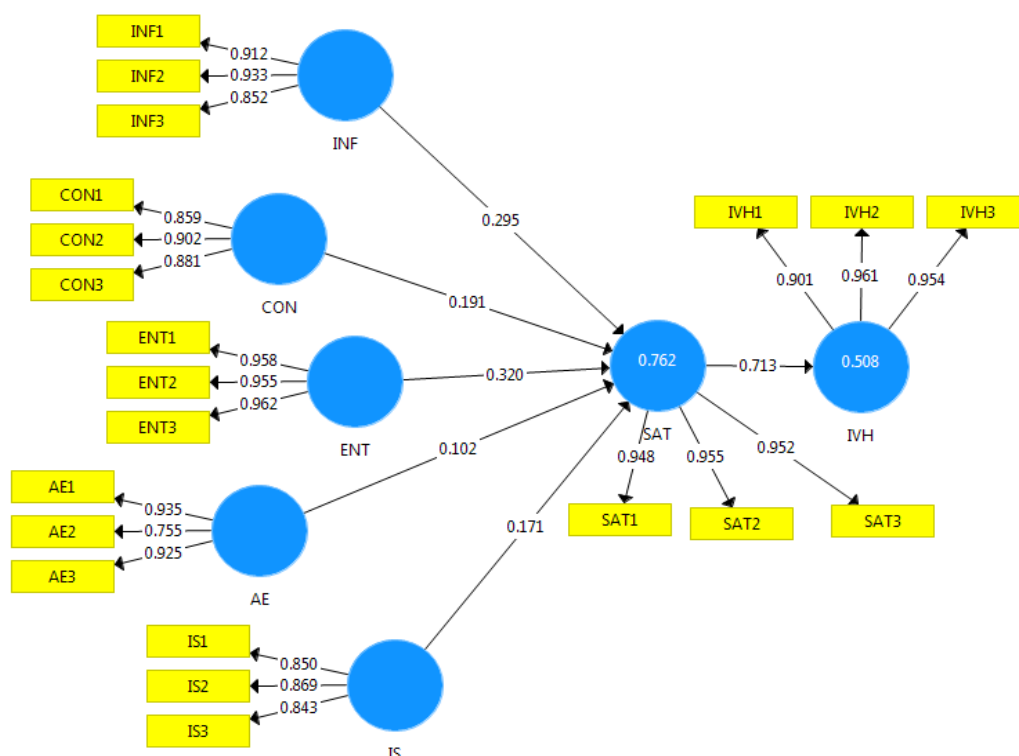 INF1
0.912
INF2
0.933
INF3
0.852
INF
CON1
0.859
CON2
0.902
CON3
0.881
CON
ENT1
0.958
ENT2
0.955
ENT3
0.962
ENT
AE1
0.935
AE2
0.755
AE3
0.925
AE
IS1
0.850
IS2
0.869
IS3
0.843
IS
0.295
0.191
0.320
0.102
0.171
0.762
SAT
0.948
0.955
0.952
SAT1
SAT2
SAT3
0.713
IVH1
IVH2
IVH3
0.901
0.961
0.954
0.508
IVH